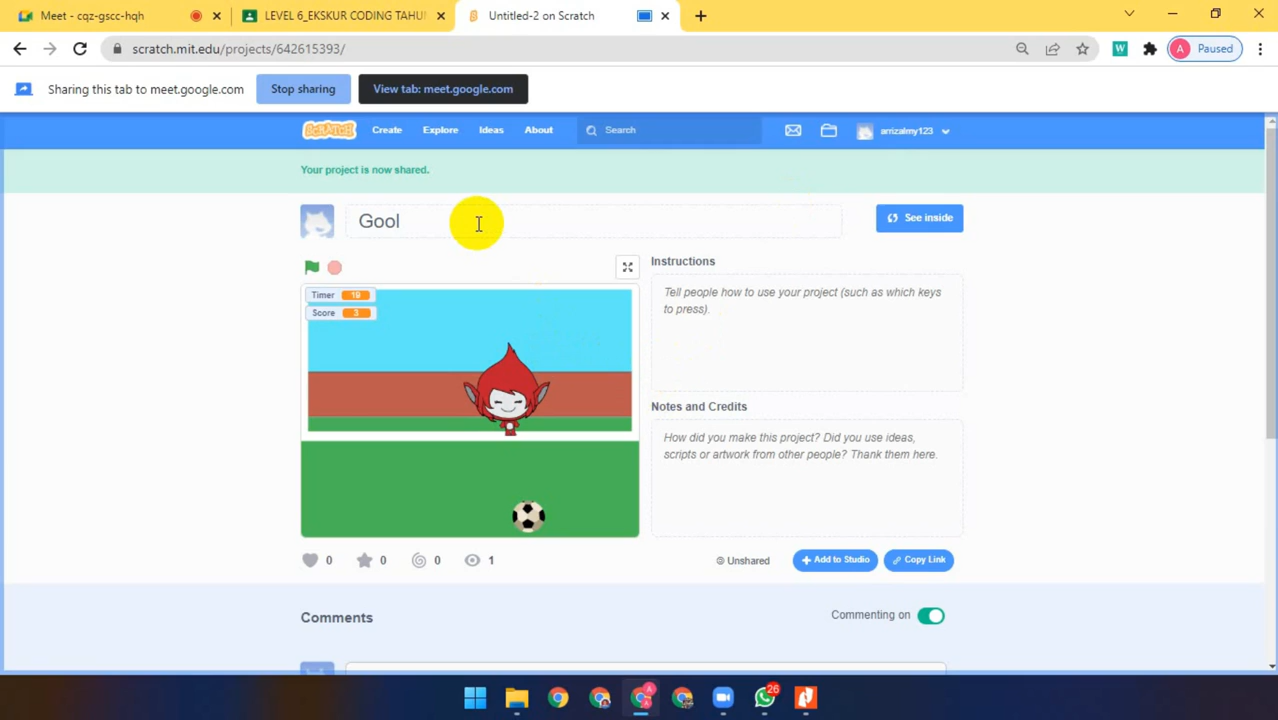 Meet - cqz-gscc-hqh
LEVEL 6_EKSKUR CODING TAHUN
Untitled-2 on Scratch
scratch.mit.edu/projects/642615393/
W
A
Paused
Sharing this tab to meet.google.com
Stop sharing
View tab: meet.google.com
SCRATCH
Create
Explore
Ideas
About
Search
arrizalmy123
Your project is now shared.
Gool
See inside
Timer 19
Score 3
Instructions
Tell people how to use your project (such as which keys
to press).
Notes and Credits
How did you make this project? Did you use ideas,
scripts or artwork from other people? Thank them here.
0
0
0
1
Unshared
Add to Studio
Copy Link
Comments
Commenting on
26